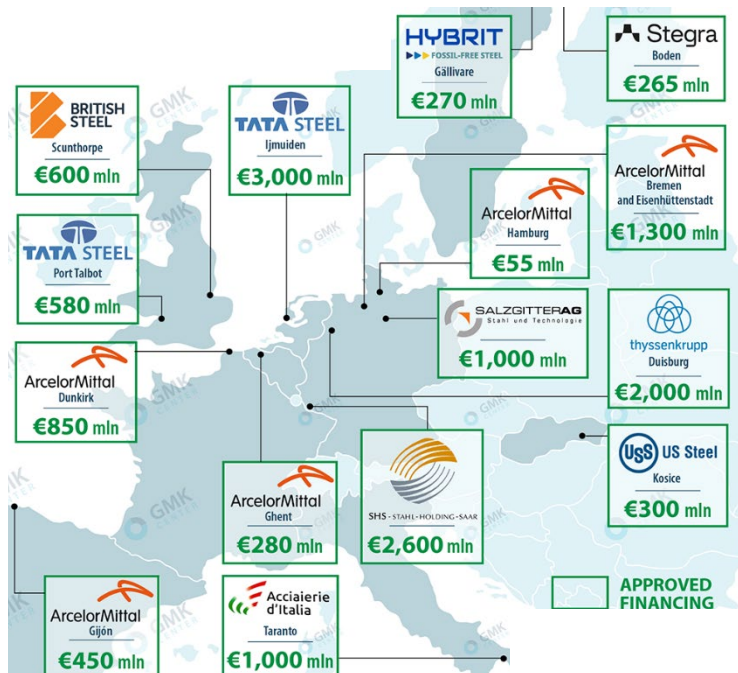 HYBRIT
FOSSIL-FREE STEEL
Gällivare
€270 mln
Stegra
Boden
€265 mln
BRITISH
STEEL
Scunthorpe
€600 mln
TATA STEEL
Ijmuiden
€3,000 mln
ArcelorMittal
Bremen
and Eisenhüttenstadt
€1,300 mln
ArcelorMittal
Hamburg
€55 mln
TATA STEEL
Port Talbot
€580 mln
SALZGITTERAG
Stahl und Technologie
€1,000 mln
thyssenkrupp
Duisburg
€2,000 mln
ArcelorMittal
Dunkirk
€850 mln
USS US Steel
Kosice
€300 mln
ArcelorMittal
Ghent
€280 mln
SHS - STAHL-HOLDING-SAAR
€2,600 mln
ArcelorMittal
Gijón
€450 mln
Acciaierie
d'Italia
Taranto
€1,000 mln
APPROVED
FINANCING
GMK
CENTER